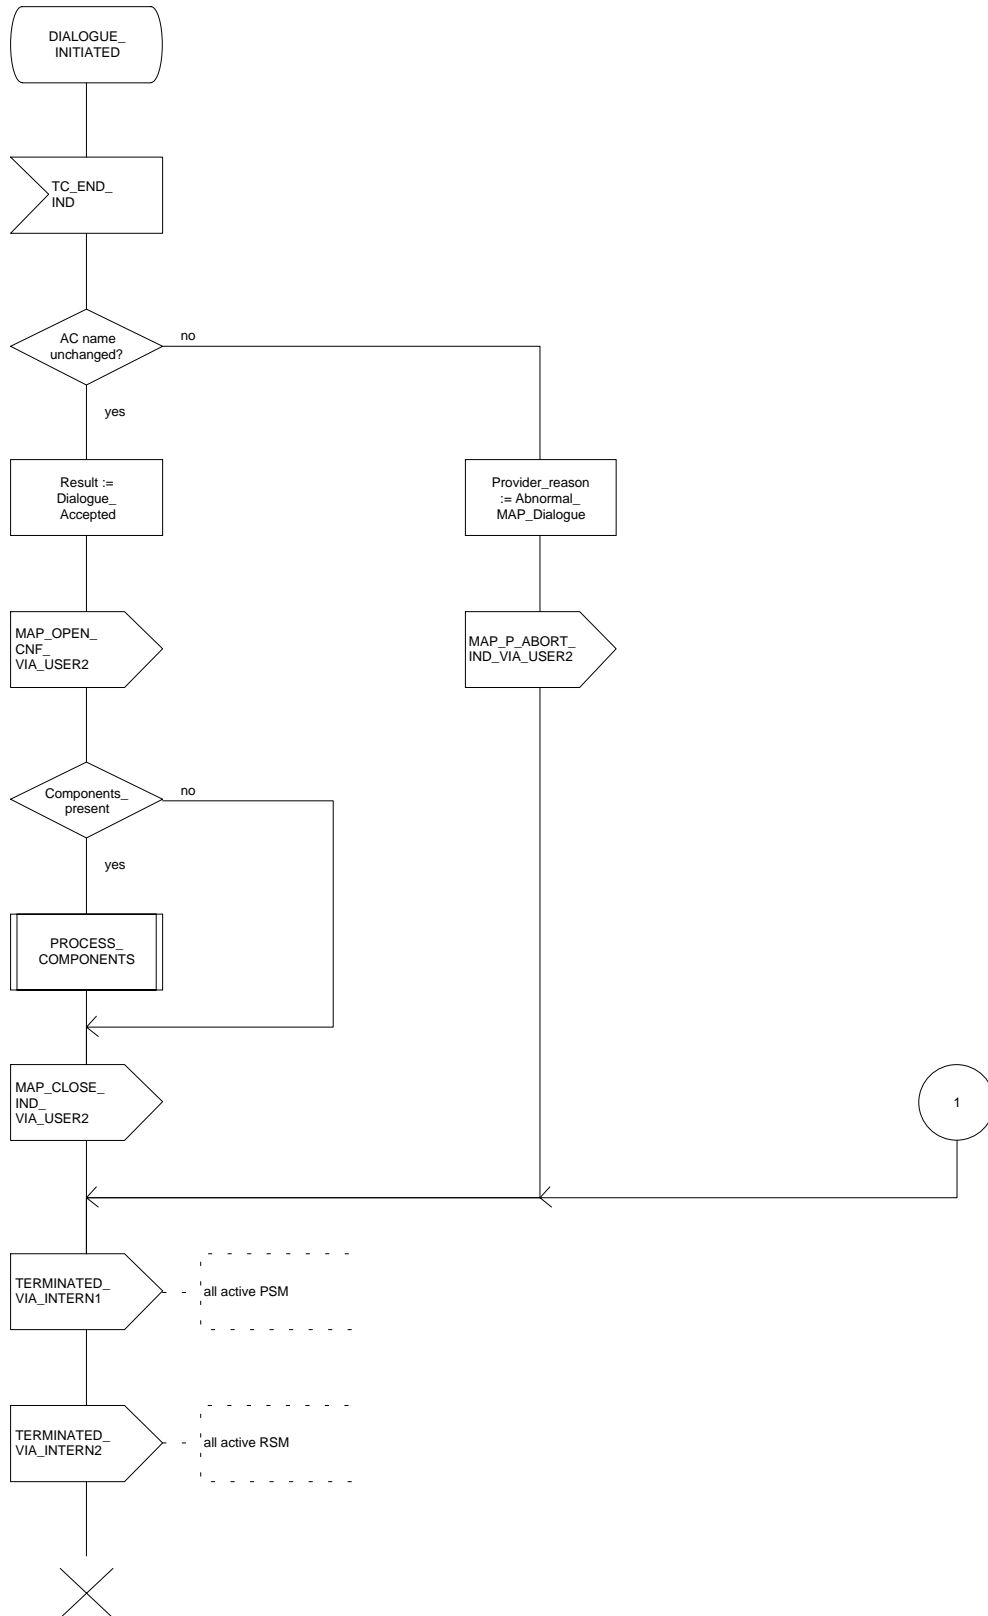 DIALOGUE_
INITIATED
TC_END_
IND
AC name
unchanged?
no
yes
Result :=
Dialogue_
Accepted
Provider_reason
:= Abnormal_
MAP_Dialogue
MAP_OPEN_
CNF_
VIA_USER2
MAP_P_ABORT_
IND_VIA_USER2
Components_
present
no
yes
PROCESS_
COMPONENTS
MAP_CLOSE_
IND_
VIA_USER2
1
TERMINATED_
VIA_INTERN1
all active PSM
TERMINATED_
VIA_INTERN2
all active RSM